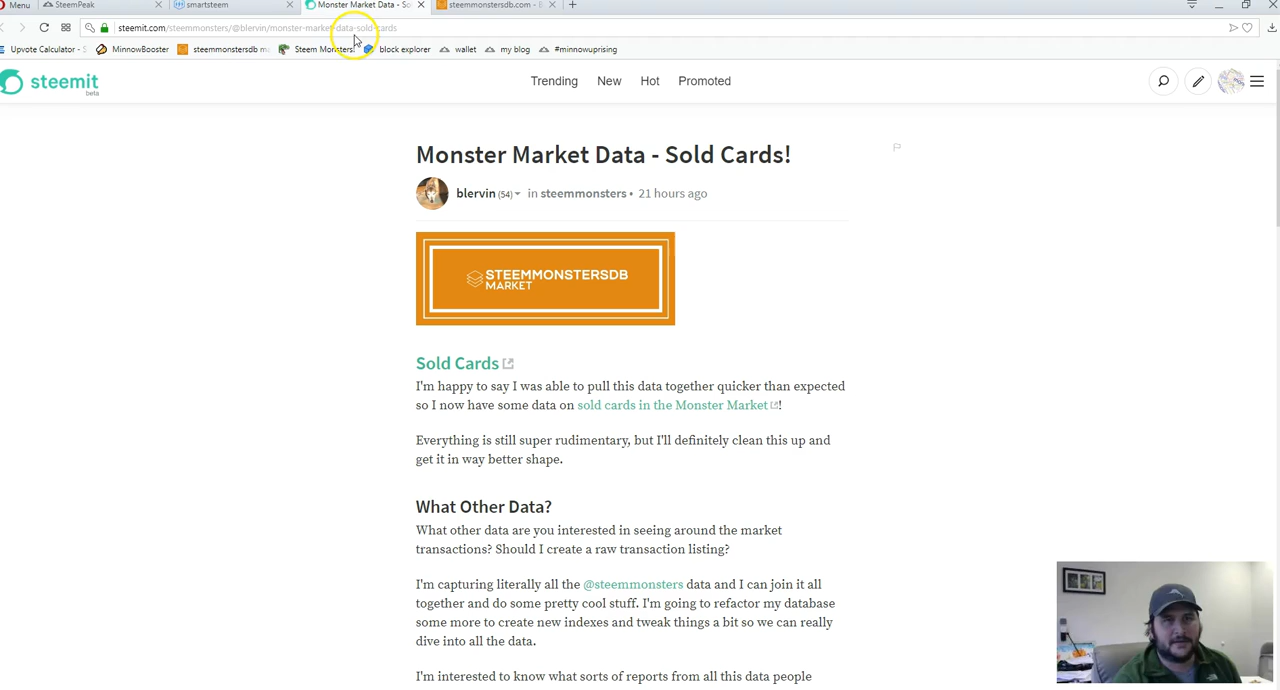 Menu SteemPeak smartsteem Monster Market Data - So steemmonstersdb.com -
steemit.com/steemmonsters/@blervin/monster-market-data-sold-cards
Upvote Calculator - MinnowBooster steemmonstersdb Steem Monsters block explorer wallet my blog #minnowuprising
steemit
beta
Trending New Hot Promoted
Monster Market Data - Sold Cards!
blervin (54) in steemmonsters • 21 hours ago
STEEMMONSTERSDB
MARKET
Sold Cards
I'm happy to say I was able to pull this data together quicker than expected
so I now have some data on sold cards in the Monster Market!
Everything is still super rudimentary, but I'll definitely clean this up and
get it in way better shape.
What Other Data?
What other data are you interested in seeing around the market
transactions? Should I create a raw transaction listing?
I'm capturing literally all the @steemmonsters data and I can join it all
together and do some pretty cool stuff. I'm going to refactor my database
some more to create new indexes and tweak things a bit so we can really
dive into all the data.
I'm interested to know what sorts of reports from all this data people